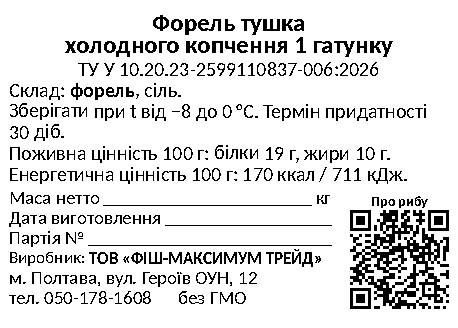 Форель тушка
холодного копчення 1 гатунку
ТУ У 10.20.23-2599110837-006:2026
Склад: форель, сіль.
Зберігати при t від –8 до 0 °C. Термін придатності
30 діб.
Поживна цінність 100 г: білки 19 г, жири 10 г.
Енергетична цінність 100 г: 170 ккал / 711 кДж.
Маса нетто ________________________ кг
Про рибу
Дата виготовлення ____________________
Партія № _____________________________
Виробник: ТОВ «ФІШ-МАКСИМУМ ТРЕЙД»
м. Полтава, вул. Героїв ОУН, 12
тел. 050-178-1608 без ГМО